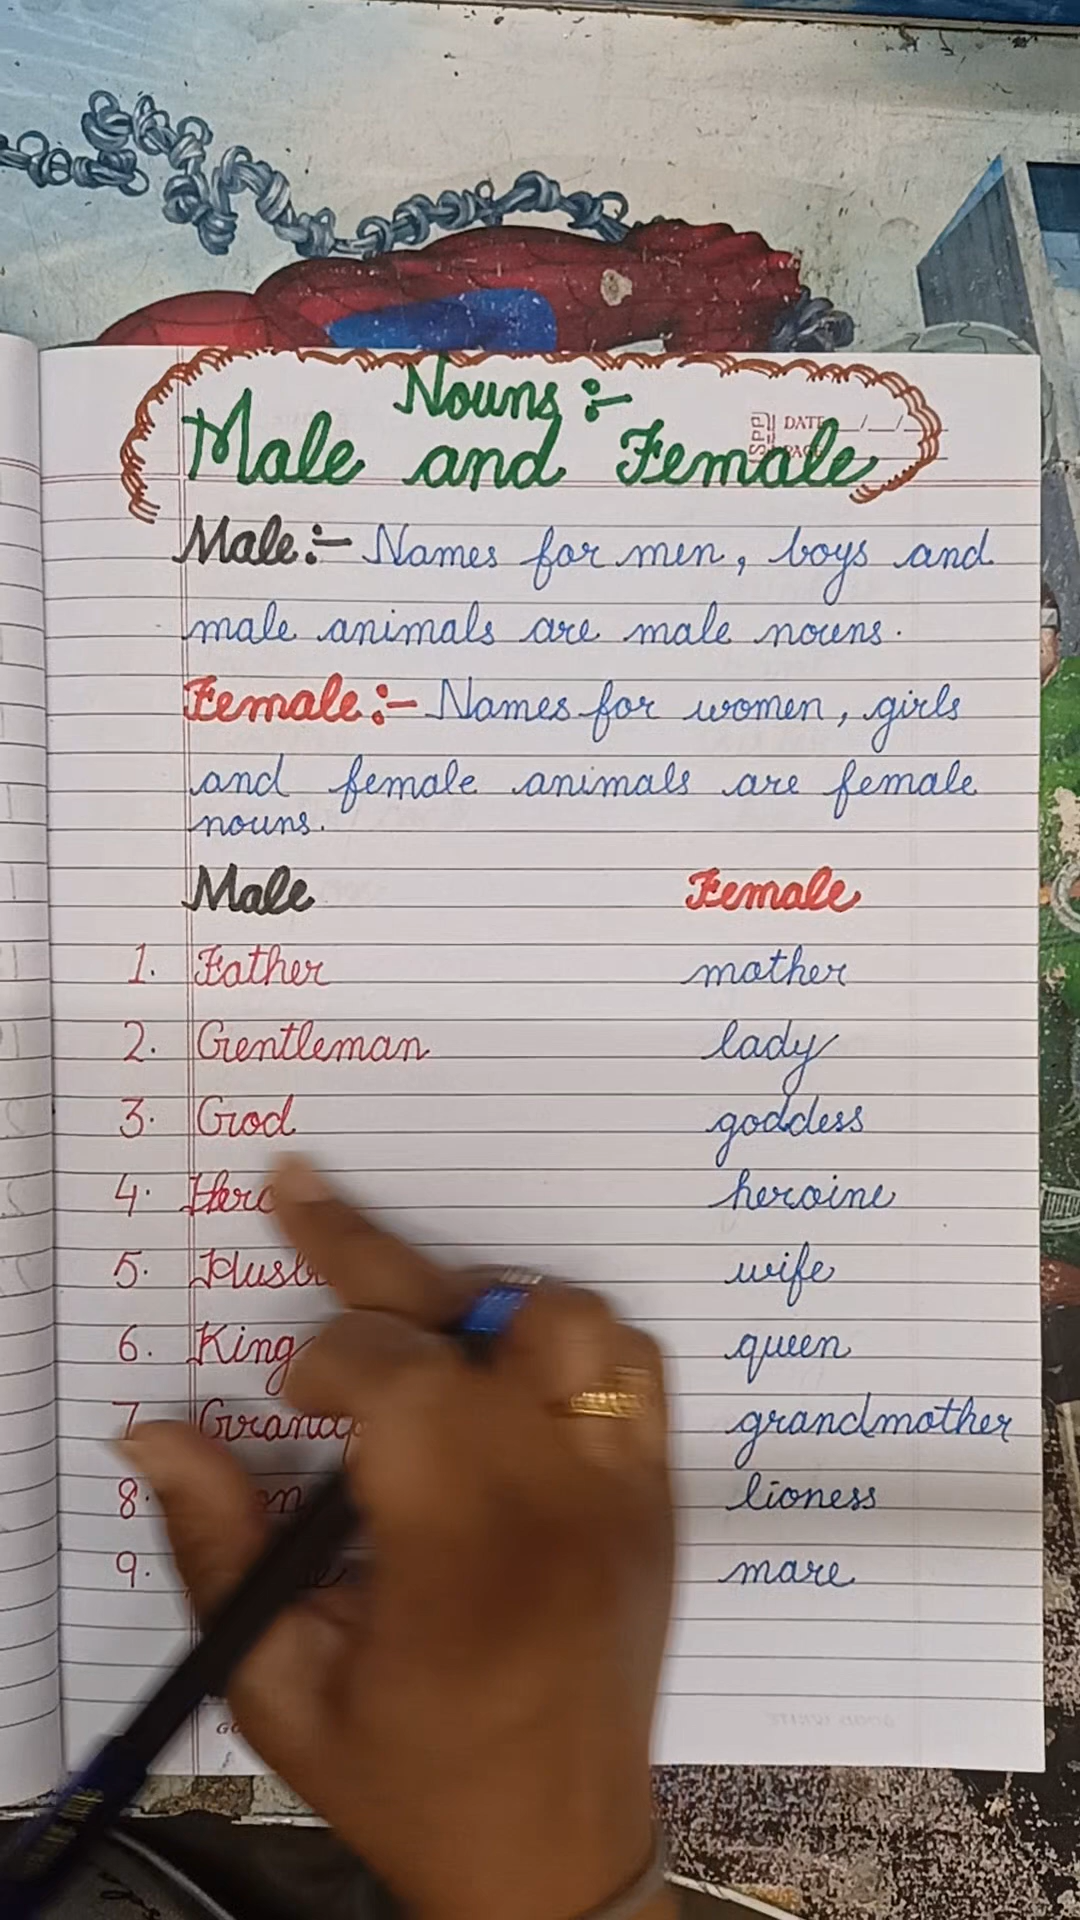 Nouns :-
Male and Female
SPP DATE / /
PAGE
Male:- Names for men, boys and
male animals are male nouns.
Female:- Names for women, girls
and female animals are female
nouns.
Male Female
1. Father mother
2. Gentleman lady
3. God goddess
4. heroine
5. wife
6. King queen
7. grandmother
8. lioness
9. mare